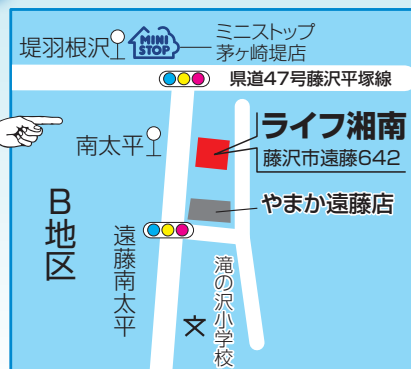 堤羽根沢
MINI
STOP
ミニストップ
茅ヶ崎堤店
県道47号藤沢平塚線
南太平
ライフ湘南
藤沢市遠藤642
B地区
やまか遠藤店
遠藤南太平
文
滝の沢小学校